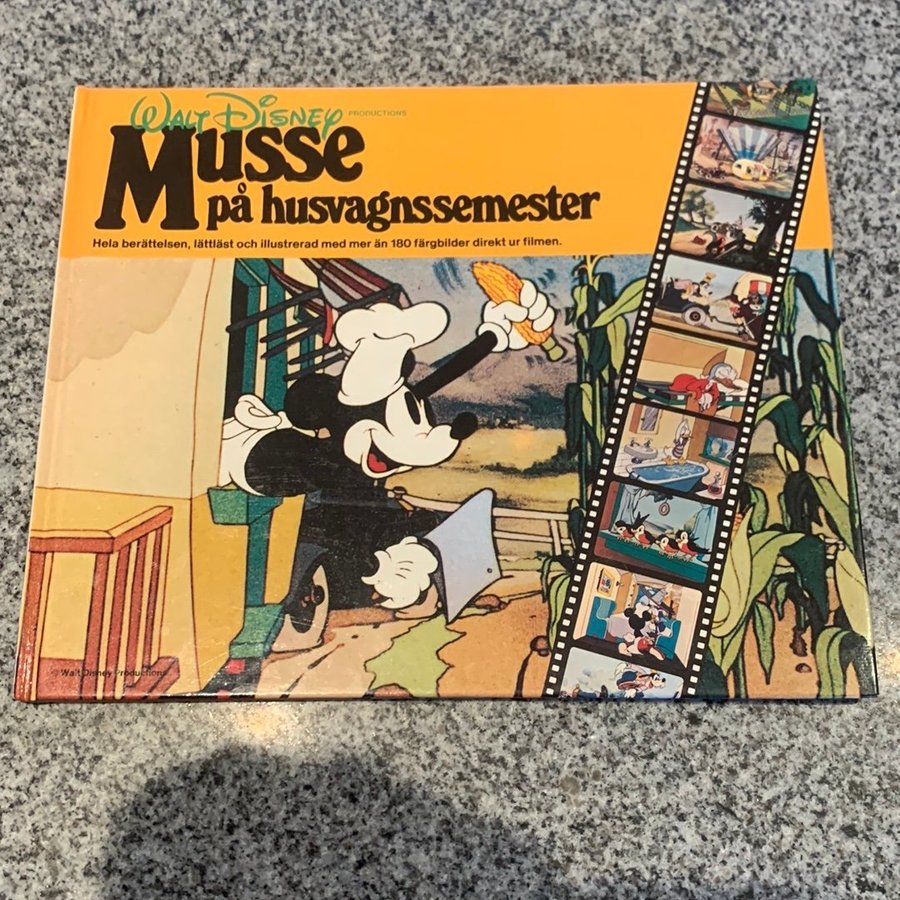 WALT DISNEY PRODUCTIONS
Musse
på husvagnssemester
Hela berättelsen, lättläst och illustrerad med mer än 180 färgbilder direkt ur filmen.
© Walt Disney Productions